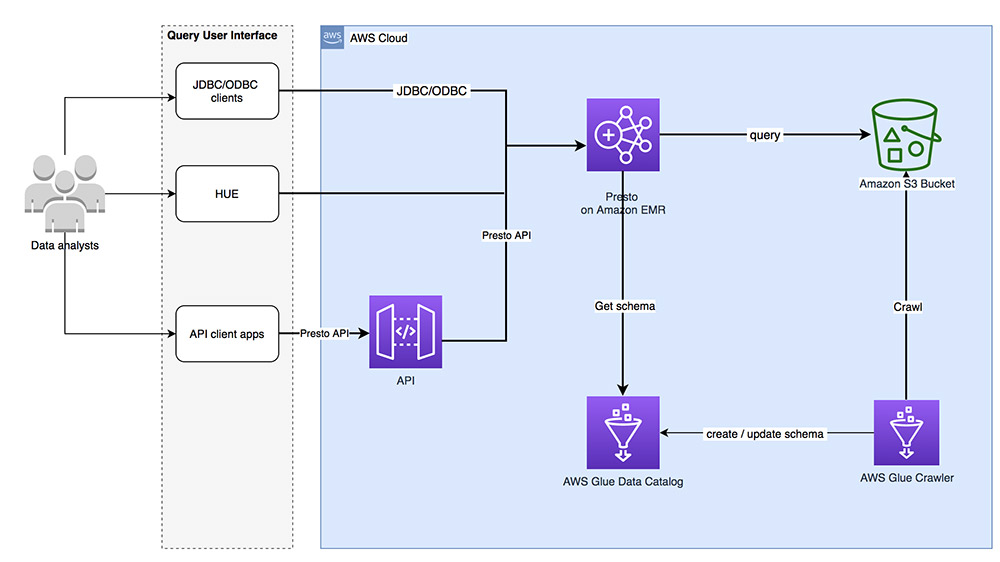 Query User Interface
aws
AWS Cloud
JDBC/ODBC
clients
JDBC/ODBC
HUE
Data analysts
API client apps
Presto API
Presto API
API
Presto
on Amazon EMR
query
Amazon S3 Bucket
Get schema
Crawl
create / update schema
AWS Glue Data Catalog
AWS Glue Crawler